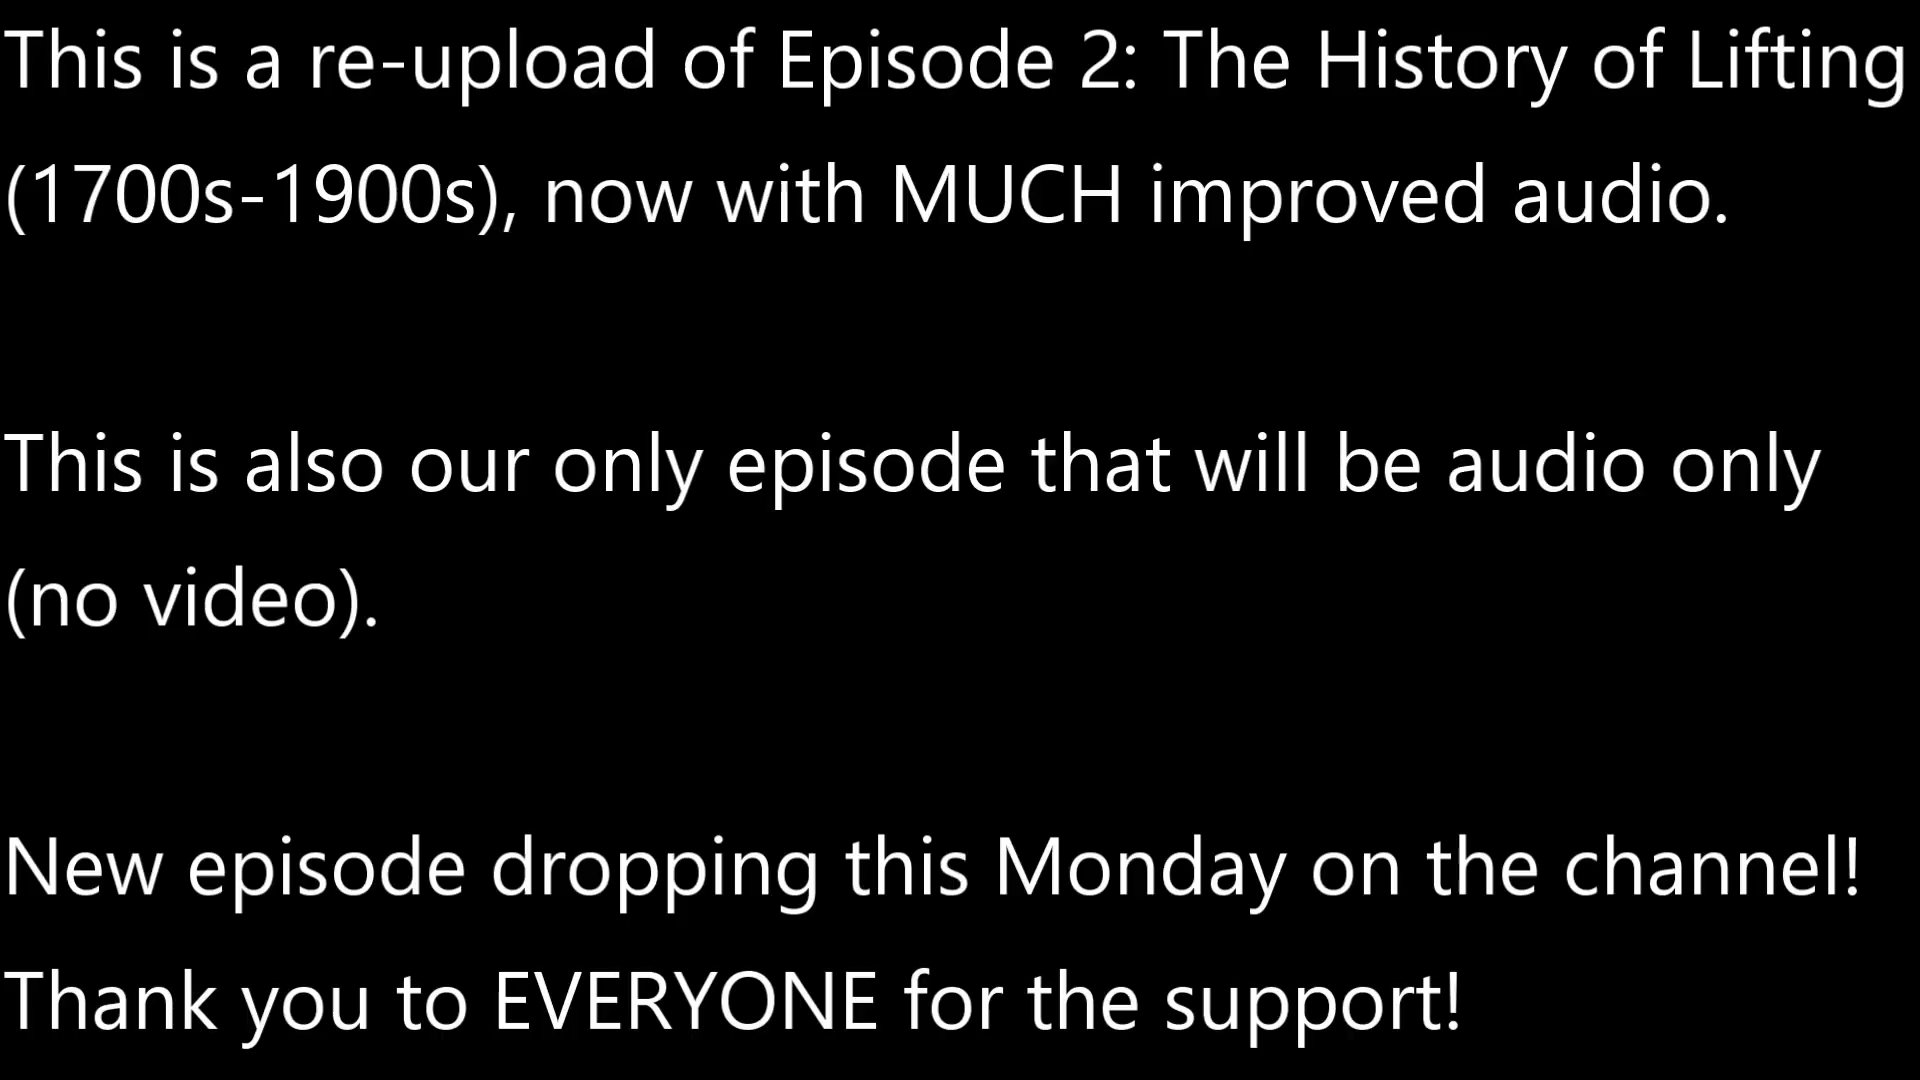 This is a re-upload of Episode 2: The History of Lifting
(1700s-1900s), now with MUCH improved audio.
This is also our only episode that will be audio only
(no video).
New episode dropping this Monday on the channel!
Thank you to EVERYONE for the support!